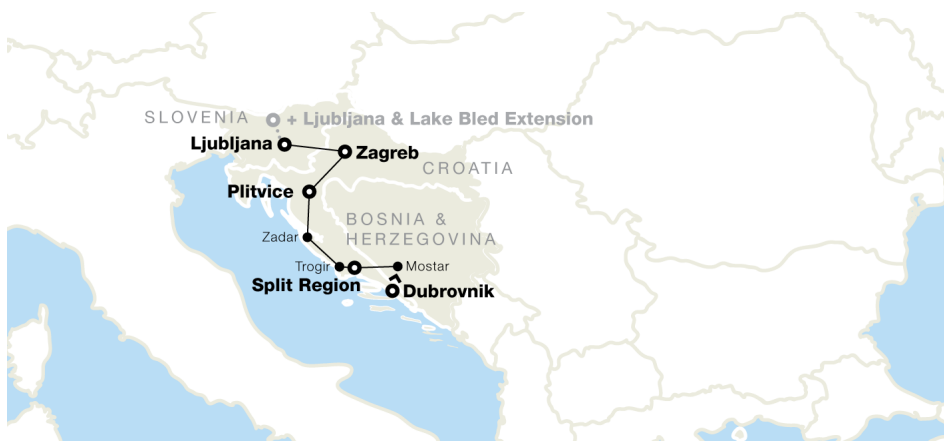 SLOVENIA
+ Ljubljana & Lake Bled Extension
Ljubljana
Zagreb
CROATIA
Plitvice
BOSNIA &
HERZEGOVINA
Zadar
Trogir
Mostar
Split Region
Dubrovnik